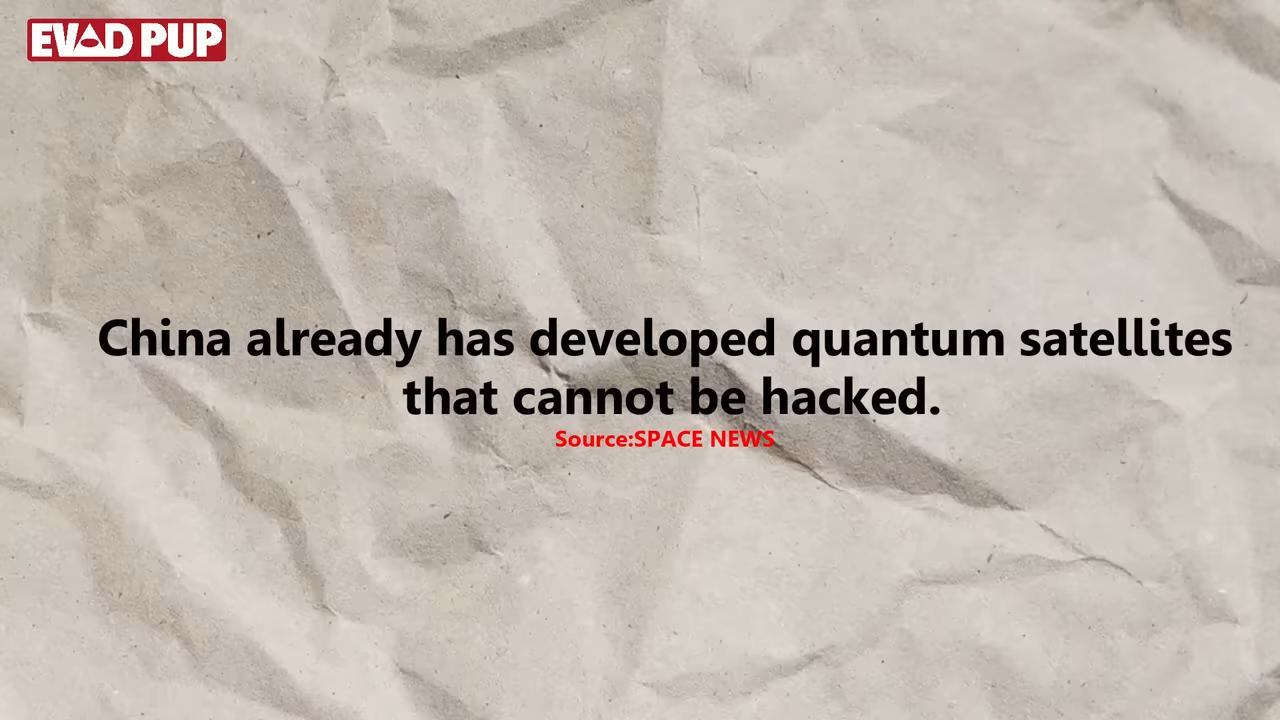 EVAD PUP
China already has developed quantum satellites
that cannot be hacked.
Source:SPACE NEWS